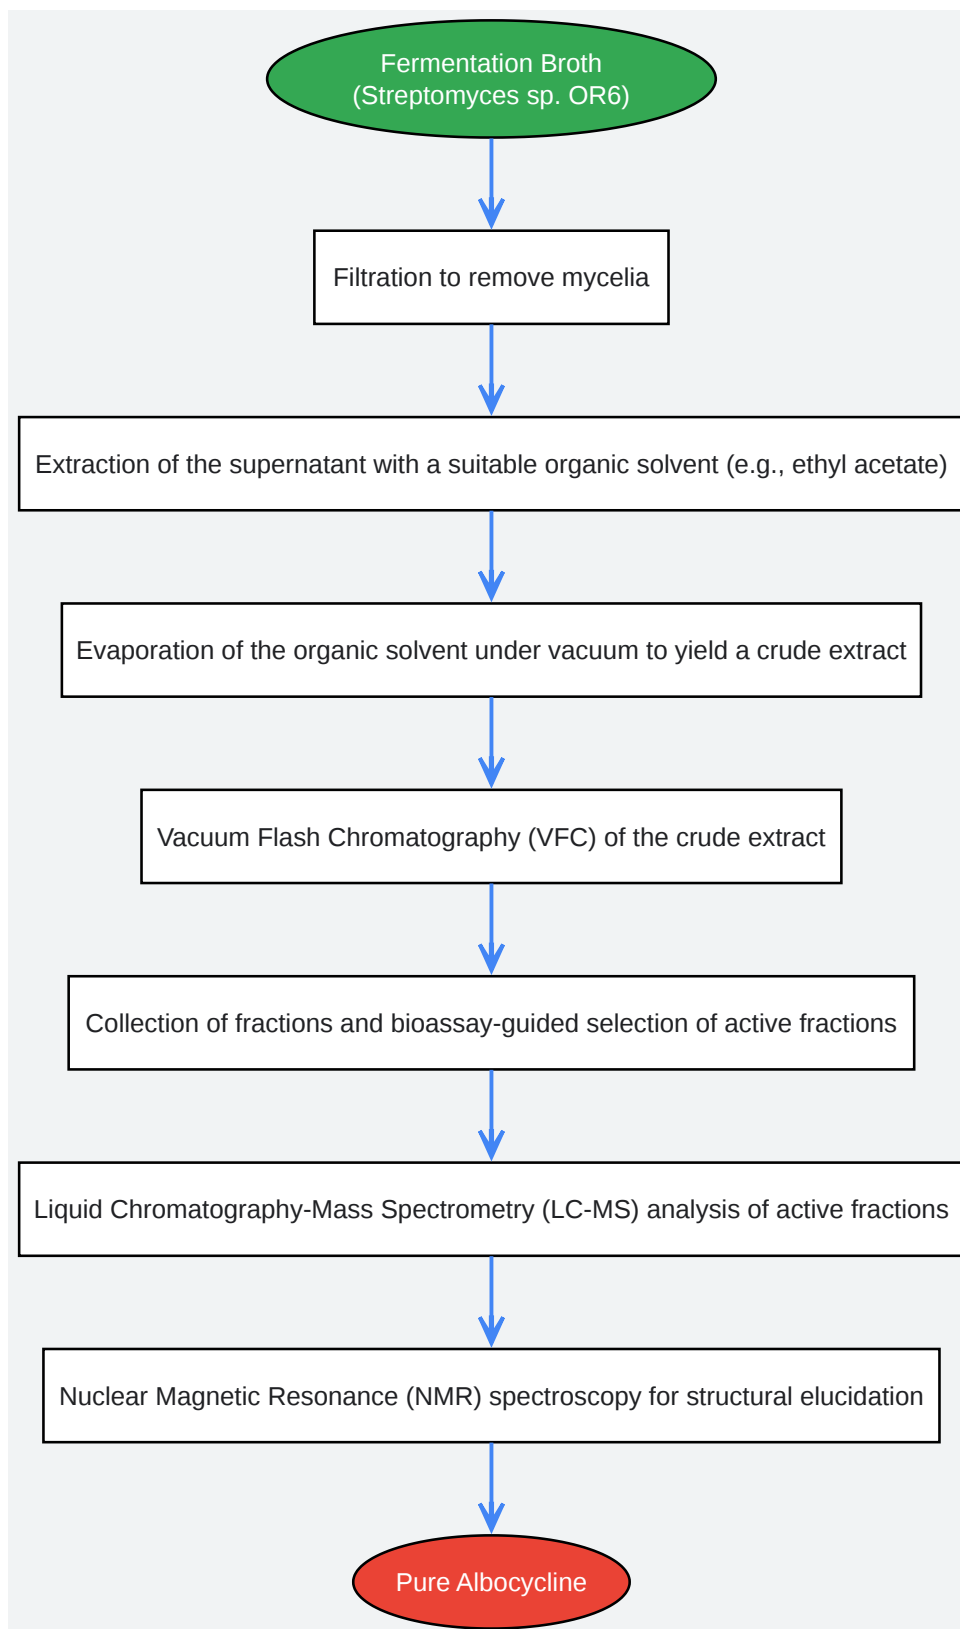 Fermentation Broth
(Streptomyces sp. OR6)
Filtration to remove mycelia
Extraction of the supernatant with a suitable organic solvent (e.g., ethyl acetate)
Evaporation of the organic solvent under vacuum to yield a crude extract
Vacuum Flash Chromatography (VFC) of the crude extract
Collection of fractions and bioassay-guided selection of active fractions
Liquid Chromatography-Mass Spectrometry (LC-MS) analysis of active fractions
Nuclear Magnetic Resonance (NMR) spectroscopy for structural elucidation
Pure Albocycline